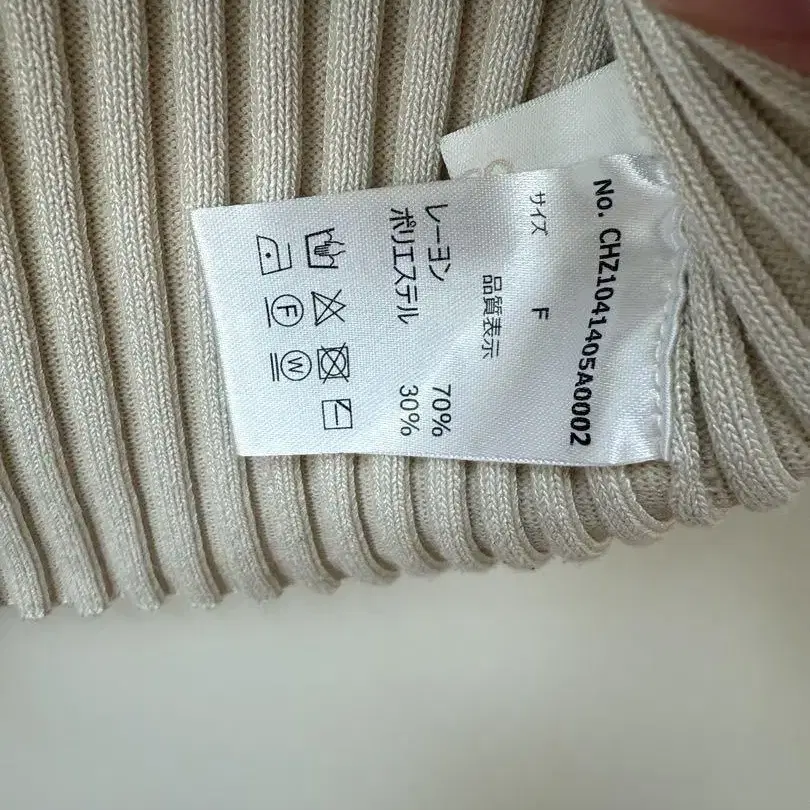 No. CHZ1041405A0002
サイズ F
品質表示
レーヨン 70%
ポリエステル 30%
F
W